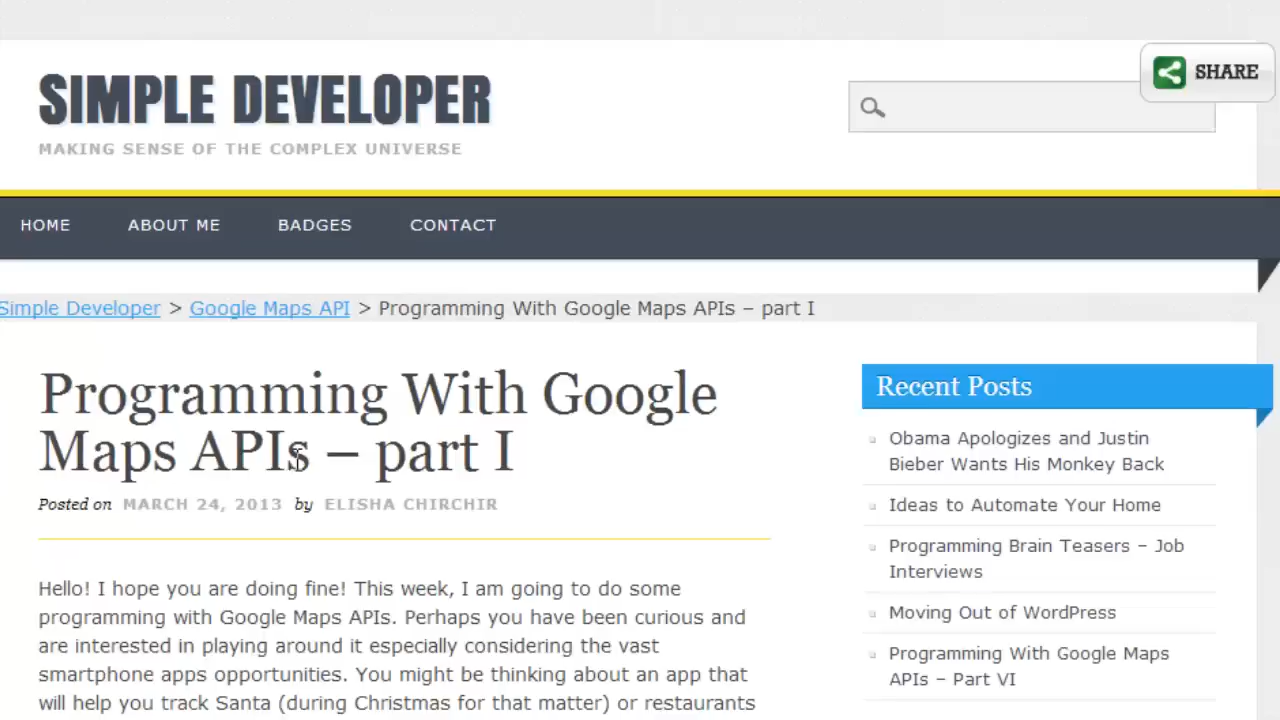 SIMPLE DEVELOPER
MAKING SENSE OF THE COMPLEX UNIVERSE
SHARE
HOME ABOUT ME BADGES CONTACT
Simple Developer > Google Maps API > Programming With Google Maps APIs – part I
Programming With Google
Maps APIs – part I
Posted on MARCH 24, 2013 by ELISHA CHIRCHIR
Hello! I hope you are doing fine! This week, I am going to do some
programming with Google Maps APIs. Perhaps you have been curious and
are interested in playing around it especially considering the vast
smartphone apps opportunities. You might be thinking about an app that
will help you track Santa (during Christmas for that matter) or restaurants
Recent Posts
Obama Apologizes and Justin
Bieber Wants His Monkey Back
Ideas to Automate Your Home
Programming Brain Teasers – Job
Interviews
Moving Out of WordPress
Programming With Google Maps
APIs – Part VI